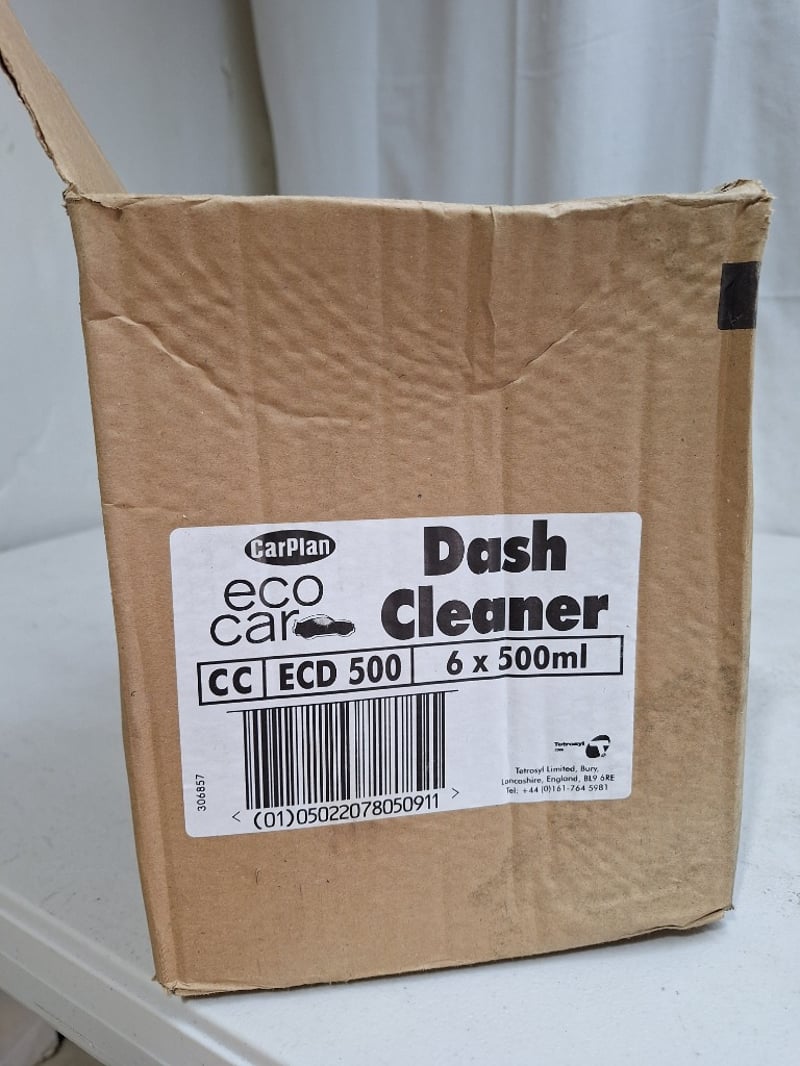 CarPlan
eco
car
Dash
Cleaner
CC ECD 500 6 x 500ml
(01)05022078050911
306857
Tetrosyl
Tetrosyl Limited, Bury,
Lancashire, England, BL9 6RE
Tel: +44 (0)161-764 5981